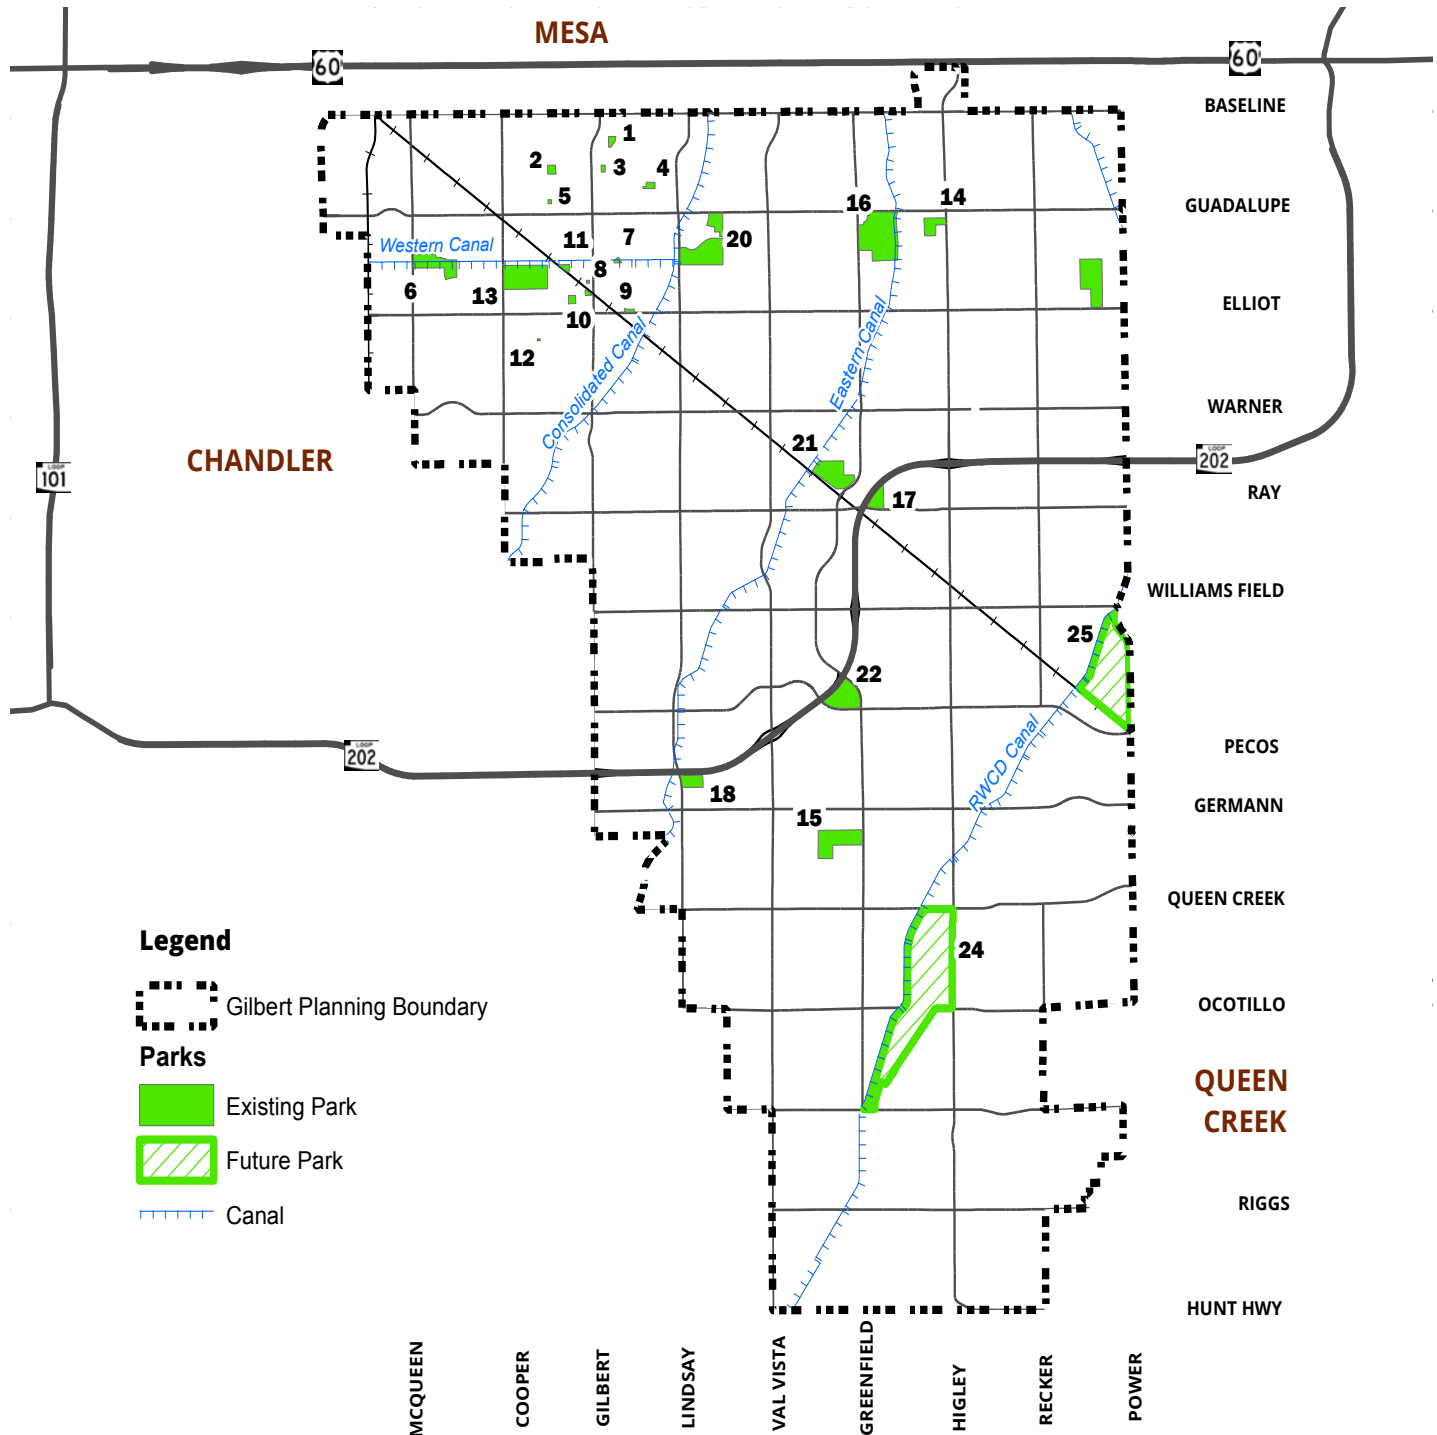 MESA
60
60
BASELINE
1
2
3
4
5
GUADALUPE
16
14
Western Canal
11
7
20
8
6
13
9
ELLIOT
10
12
Consolidated Canal
Eastern Canal
WARNER
CHANDLER
21
LOOP
101
LOOP
202
RAY
17
WILLIAMS FIELD
25
22
RWCD Canal
LOOP
202
PECOS
18
GERMANN
15
QUEEN CREEK
24
Legend
Gilbert Planning Boundary
OCOTILLO
Parks
QUEEN
CREEK
Existing Park
Future Park
Canal
RIGGS
HUNT HWY
MCQUEEN
COOPER
GILBERT
LINDSAY
VAL VISTA
GREENFIELD
HIGLEY
RECKER
POWER